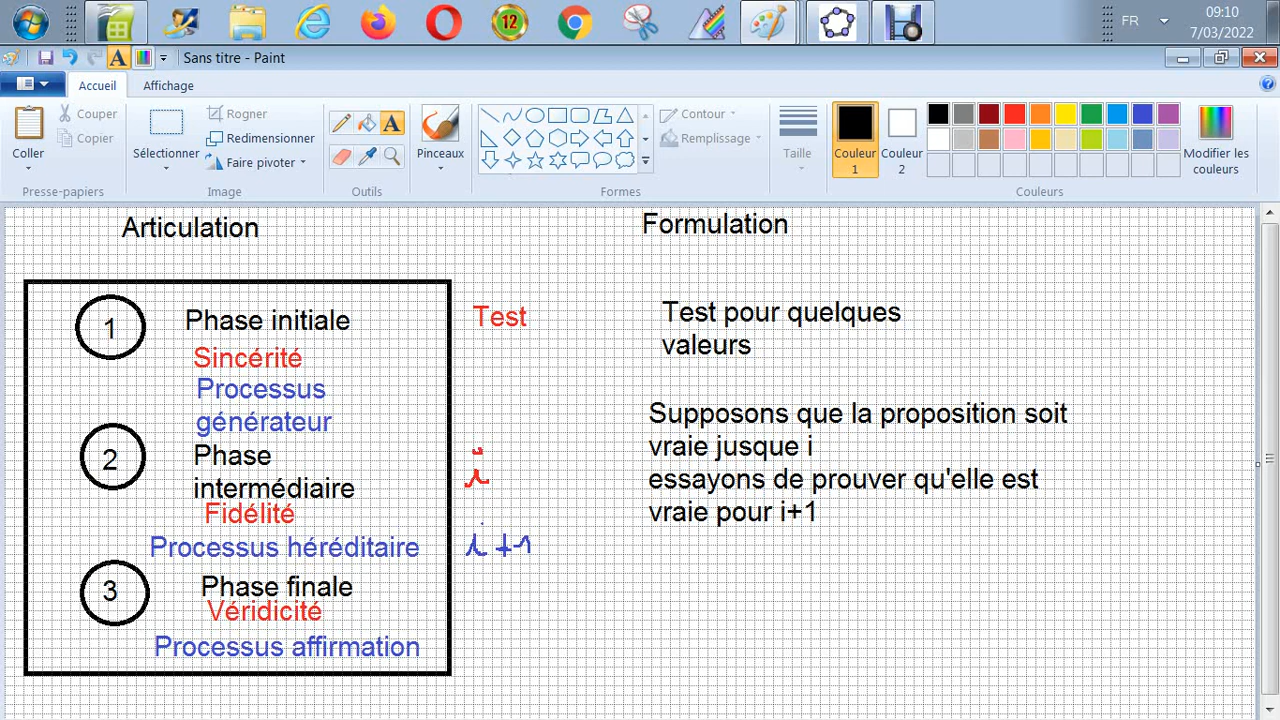 12
FR
09:10
7/03/2022
Sans titre - Paint
Accueil
Affichage
Coller
Couper
Copier
Presse-papiers
Sélectionner
Rogner
Redimensionner
Faire pivoter
Image
A
Outils
Pinceaux
Contour
Remplissage
Formes
Taille
Couleur
1
Couleur
2
Modifier les
couleurs
Couleurs
Articulation
Formulation
1
Phase initiale
Test
Test pour quelques
valeurs
Sincérité
Processus
générateur
2
Phase
intermédiaire
i
Supposons que la proposition soit
vraie jusque i
essayons de prouver qu'elle est
vraie pour i+1
Fidélité
Processus héréditaire
i+1
3
Phase finale
Véridicité
Processus affirmation